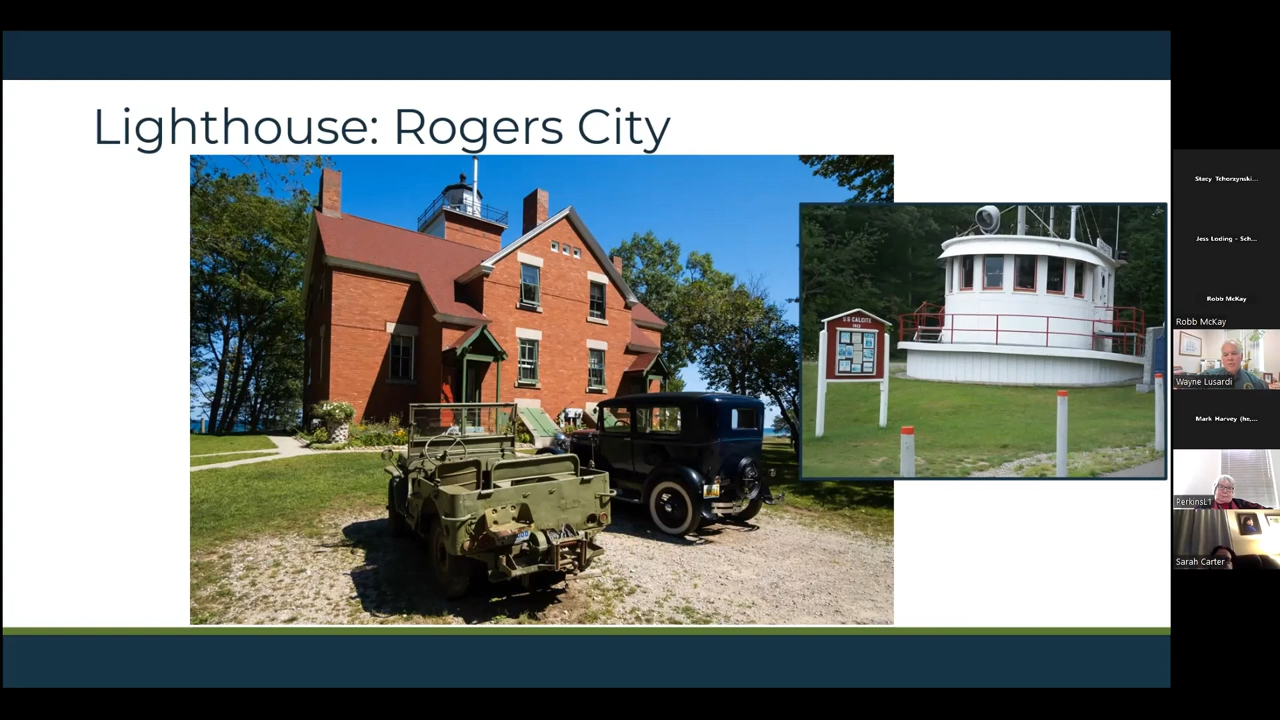 Lighthouse: Rogers City
Stacy Tchorzynski...
Jess Loding - Sch...
Robb McKay
Robb McKay
Wayne Lusardi
Mark Harvey (he,...
PerkinsL1
Sarah Carter